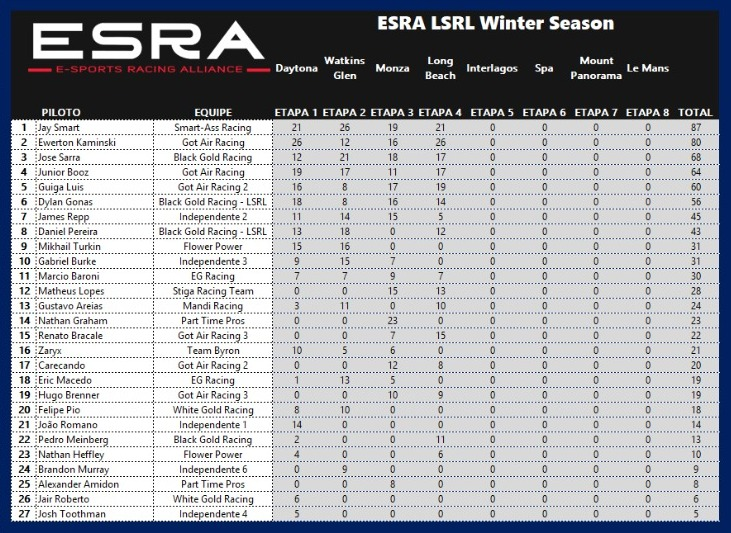 ESRA LSRL Winter Season
ESRA
E-SPORTS RACING ALLIANCE
Daytona Watkins Glen Monza Long Beach Interlagos Spa Mount Panorama Le Mans
PILOTO EQUIPE ETAPA 1 ETAPA 2 ETAPA 3 ETAPA 4 ETAPA 5 ETAPA 6 ETAPA 7 ETAPA 8 TOTAL
1 Jay Smart Smart-Ass Racing 21 26 19 21 0 0 0 0 87
2 Ewerton Kaminski Got Air Racing 26 12 16 26 0 0 0 0 80
3 Jose Sarra Black Gold Racing 12 21 18 17 0 0 0 0 68
4 Junior Booz Got Air Racing 19 17 11 17 0 0 0 0 64
5 Guiga Luis Got Air Racing 2 16 8 17 19 0 0 0 0 60
6 Dylan Gonas Black Gold Racing - LSRL 18 8 16 14 0 0 0 0 56
7 James Repp Independente 2 11 14 15 5 0 0 0 0 45
8 Daniel Pereira Black Gold Racing - LSRL 13 18 0 12 0 0 0 0 43
9 Mikhail Turkin Flower Power 15 16 0 0 0 0 0 0 31
10 Gabriel Burke Independente 3 9 15 7 0 0 0 0 0 31
11 Marcio Baroni EG Racing 7 7 9 7 0 0 0 0 30
12 Matheus Lopes Stiga Racing Team 0 0 15 13 0 0 0 0 28
13 Gustavo Areias Mandi Racing 3 11 0 10 0 0 0 0 24
14 Nathan Graham Part Time Pros 0 0 23 0 0 0 0 0 23
15 Renato Bracale Got Air Racing 3 0 0 7 15 0 0 0 0 22
16 Zaryx Team Byron 10 5 6 0 0 0 0 0 21
17 Carecando Got Air Racing 2 0 0 12 8 0 0 0 0 20
18 Eric Macedo EG Racing 1 13 5 0 0 0 0 0 19
19 Hugo Brenner Got Air Racing 3 0 0 10 9 0 0 0 0 19
20 Felipe Pio White Gold Racing 8 10 0 0 0 0 0 0 18
21 João Romano Independente 1 14 0 0 0 0 0 0 0 14
22 Pedro Meinberg Black Gold Racing 2 0 0 11 0 0 0 0 13
23 Nathan Heffley Flower Power 4 0 0 6 0 0 0 0 10
24 Brandon Murray Independente 6 0 9 0 0 0 0 0 0 9
25 Alexander Amidon Part Time Pros 0 0 8 0 0 0 0 0 8
26 Jair Roberto White Gold Racing 6 0 0 0 0 0 0 0 6
27 Josh Toothman Independente 4 5 0 0 0 0 0 0 0 5